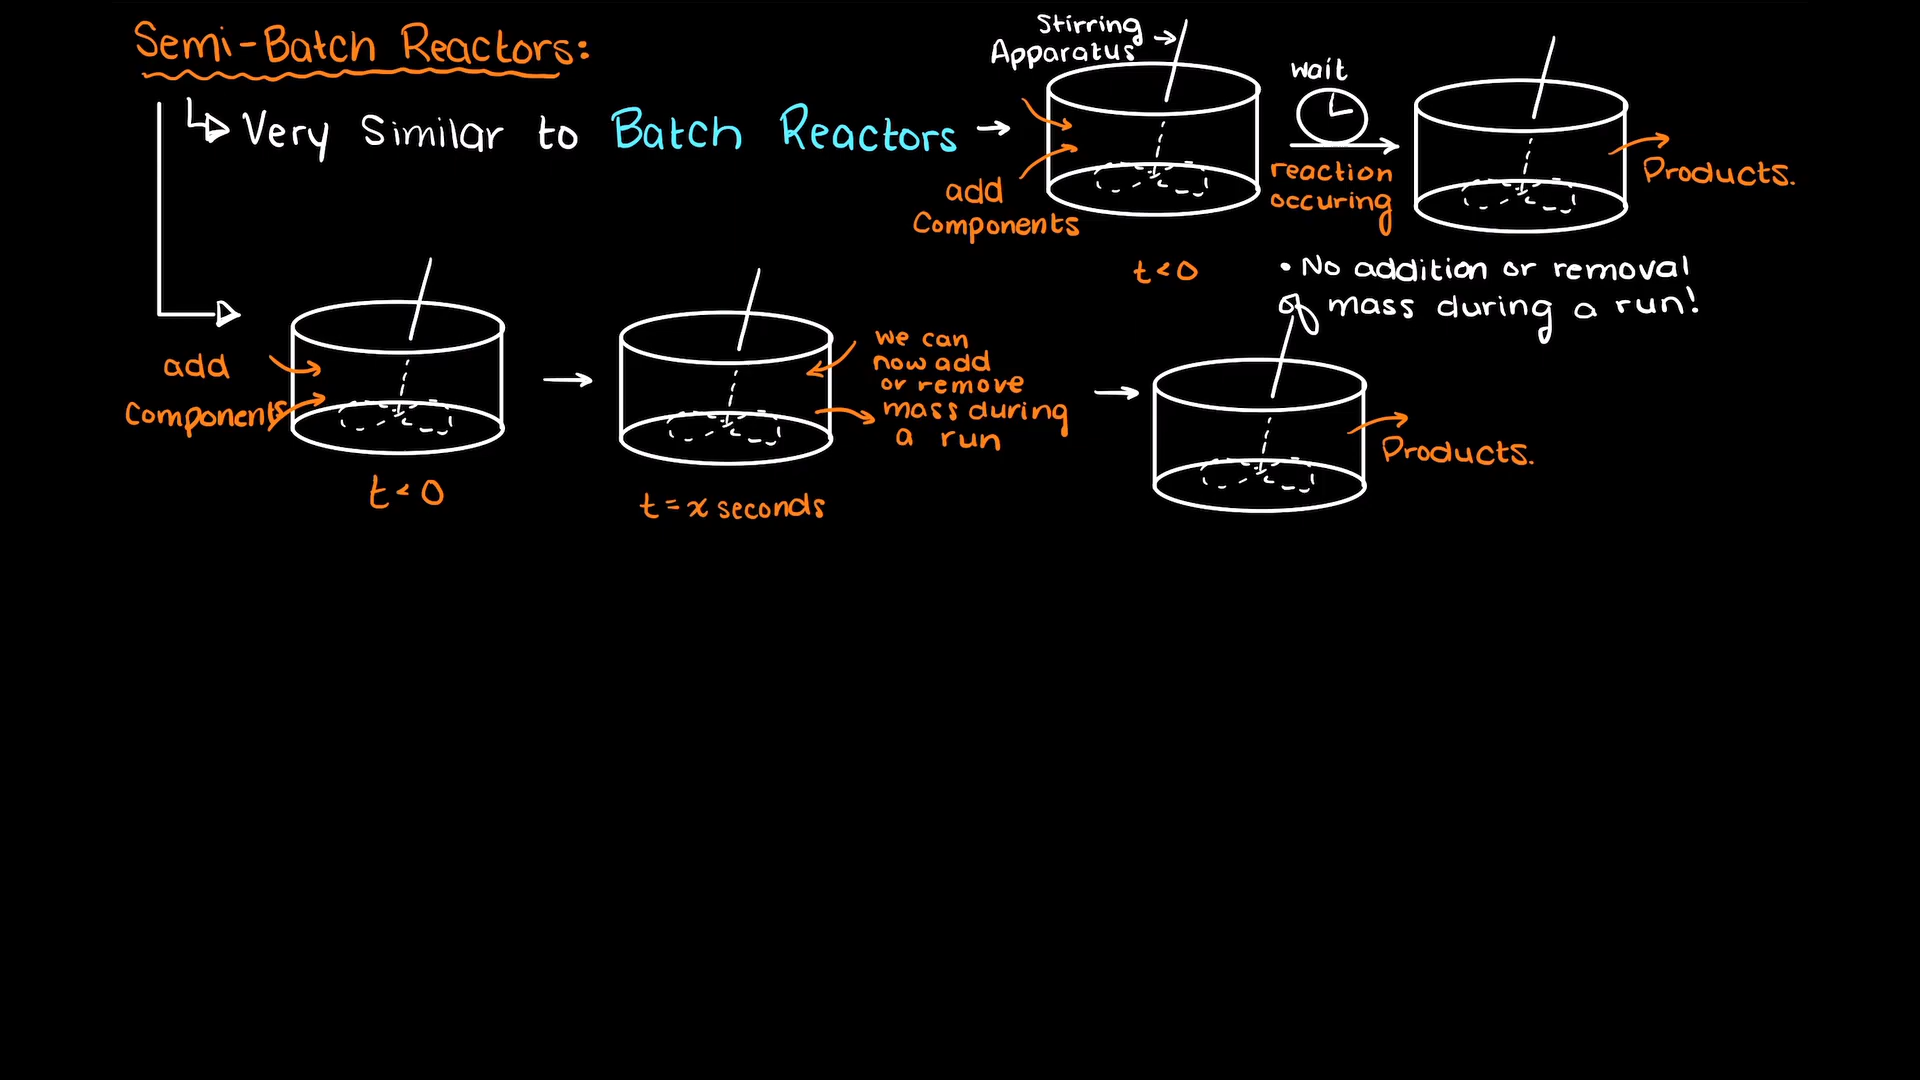 Semi-Batch Reactors:
Very Similar to Batch Reactors
Stirring
Apparatus
add
Components
t<0
wait
reaction
occuring
Products.
• No addition or removal
of mass during a run!
add
Components
t<0
we can
now add
or remove
mass during
a run
t = x seconds
Products.